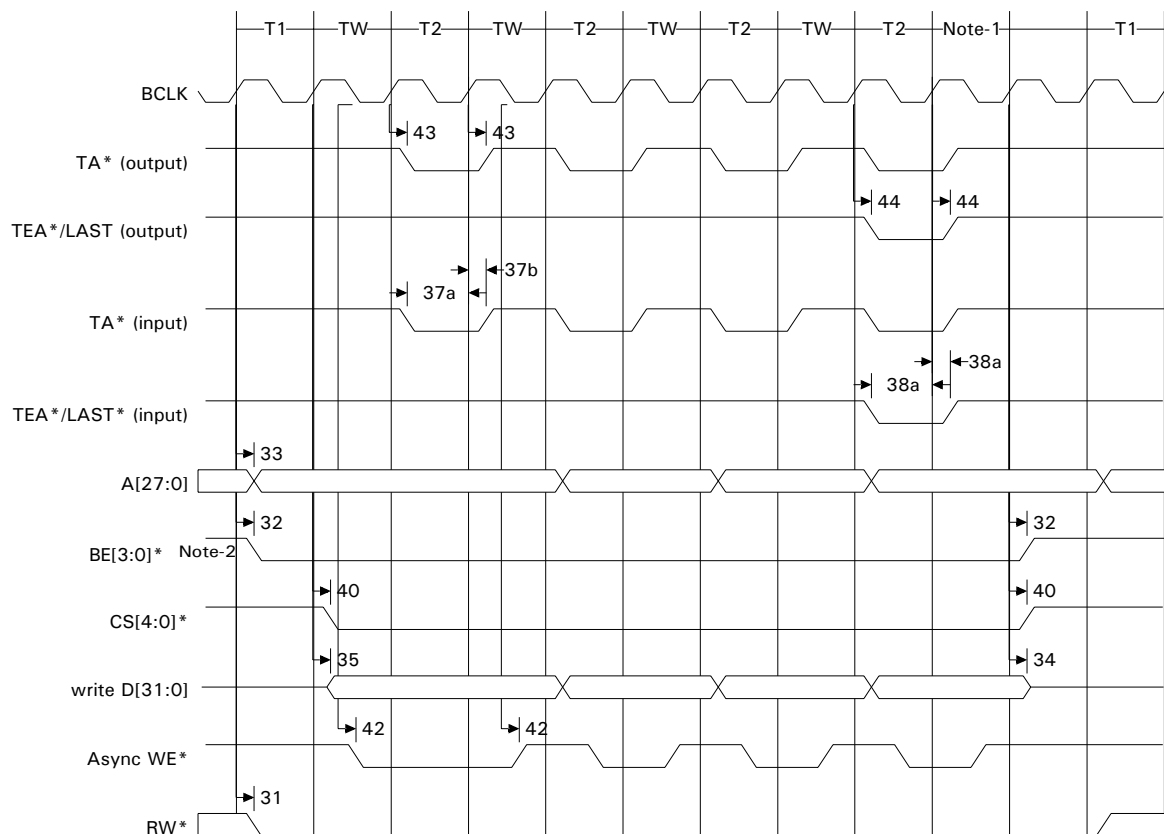 T1 TW T2 TW T2 TW T2 TW T2 Note-1 T1
BCLK
43 43
TA* (output)
44 44
TEA*/LAST (output)
37b
37a
TA* (input)
38a
38a
TEA*/LAST* (input)
33
A[27:0]
32 32
BE[3:0]* Note-2
40 40
CS[4:0]*
35 34
write D[31:0]
42 42
Async WE*
31
RW*